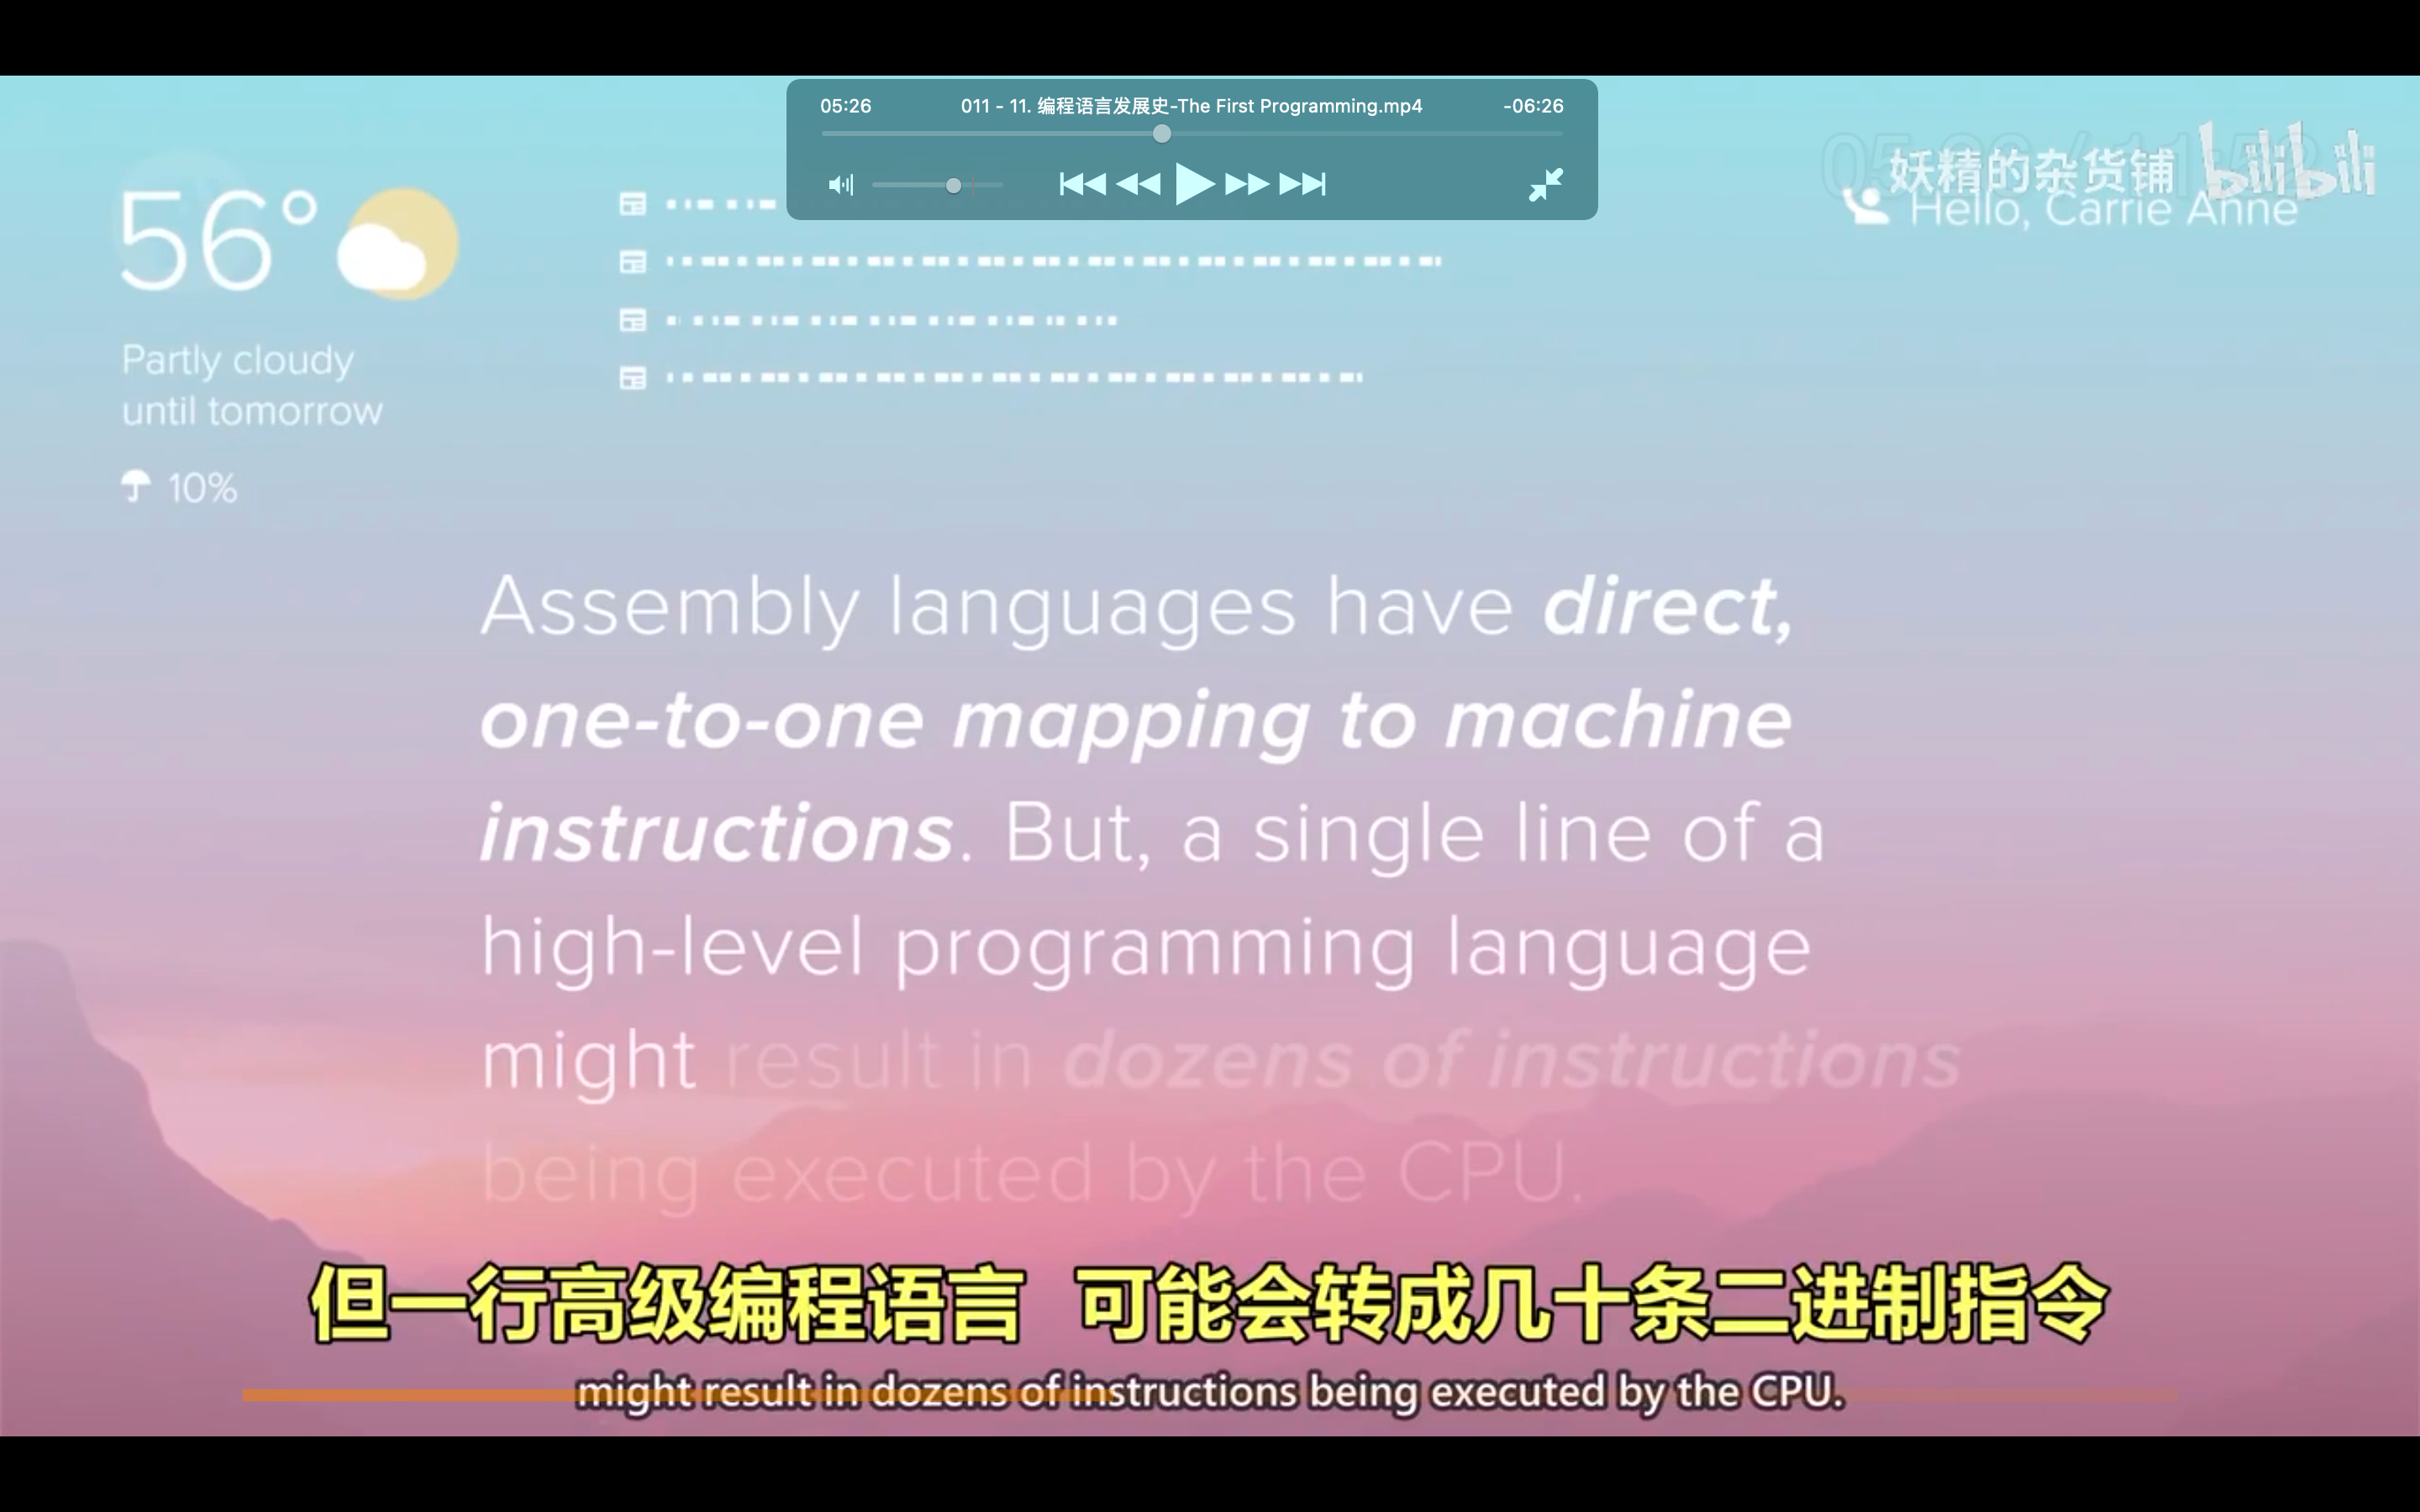 05:26
011 - 11. 编程语言发展史-The First Programming.mp4
-06:26
妖精的杂货铺 bilibili
Hello, Carrie Anne
56°
Partly cloudy
until tomorrow
10%
Assembly languages have direct,
one-to-one mapping to machine
instructions. But, a single line of a
high-level programming language
might result in dozens of instructions
being executed by the CPU.
但一行高级编程语言 可能会转成几十条二进制指令
might result in dozens of instructions being executed by the CPU.